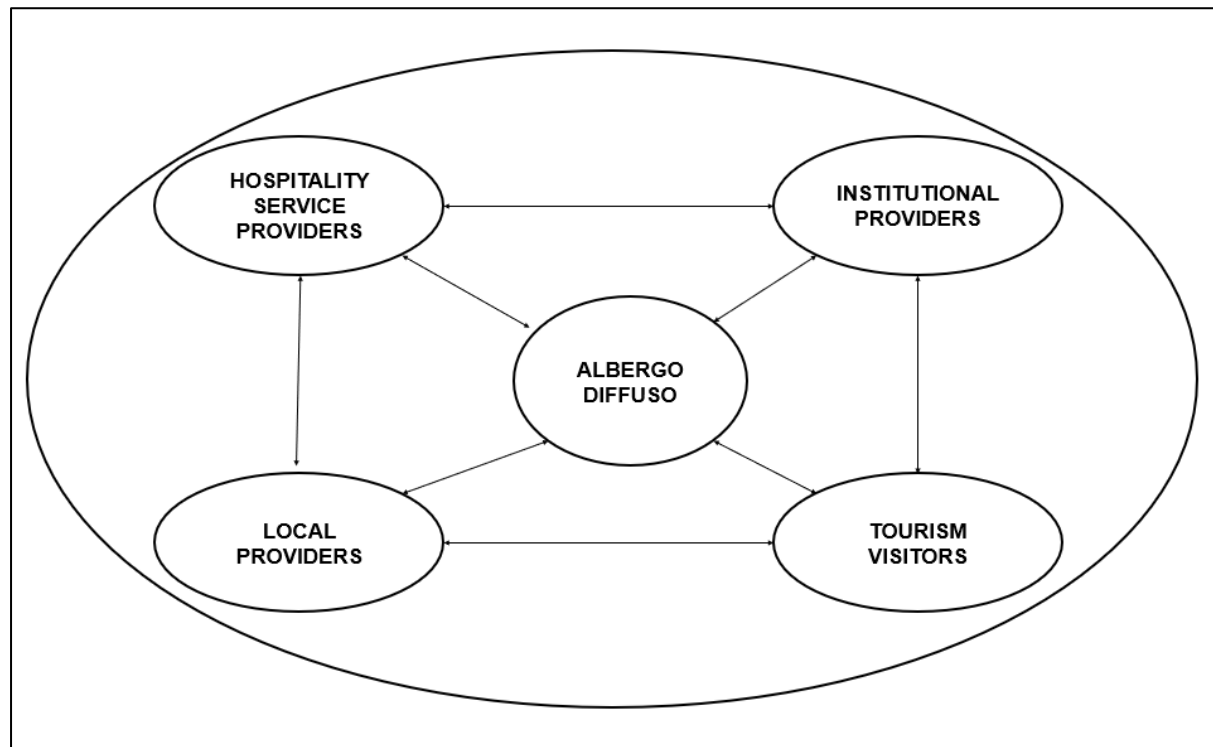 HOSPITALITY
SERVICE
PROVIDERS
INSTITUTIONAL
PROVIDERS
ALBERGO
DIFFUSO
LOCAL
PROVIDERS
TOURISM
VISITORS